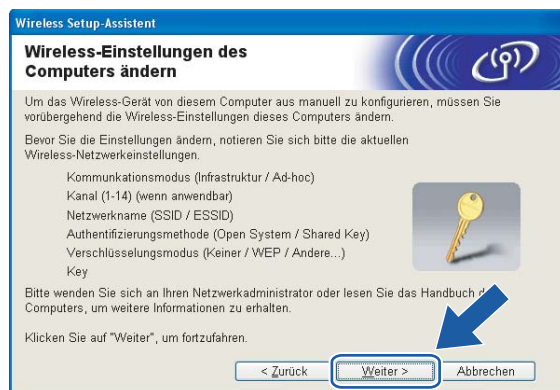 Wireless Setup-Assistent
Wireless-Einstellungen des
Computers ändern
Um das Wireless-Gerät von diesem Computer aus manuell zu konfigurieren, müssen Sie
vorübergehend die Wireless-Einstellungen dieses Computers ändern.
Bevor Sie die Einstellungen ändern, notieren Sie sich bitte die aktuellen
Wireless-Netzwerkeinstellungen.
Kommunkationsmodus (Infrastruktur / Ad-hoc)
Kanal (1-14) (wenn anwendbar)
Netzwerkname (SSID / ESSID)
Authentifizierungsmethode (Open System / Shared Key)
Verschlüsselungsmodus (Keiner / WEP / Andere...)
Key
Bitte wenden Sie sich an Ihren Netzwerkadministrator oder lesen Sie das Handbuch
Computers, um weitere Informationen zu erhalten.
Klicken Sie auf "Weiter", um fortzufahren.
< Zurück Weiter > Abbrechen